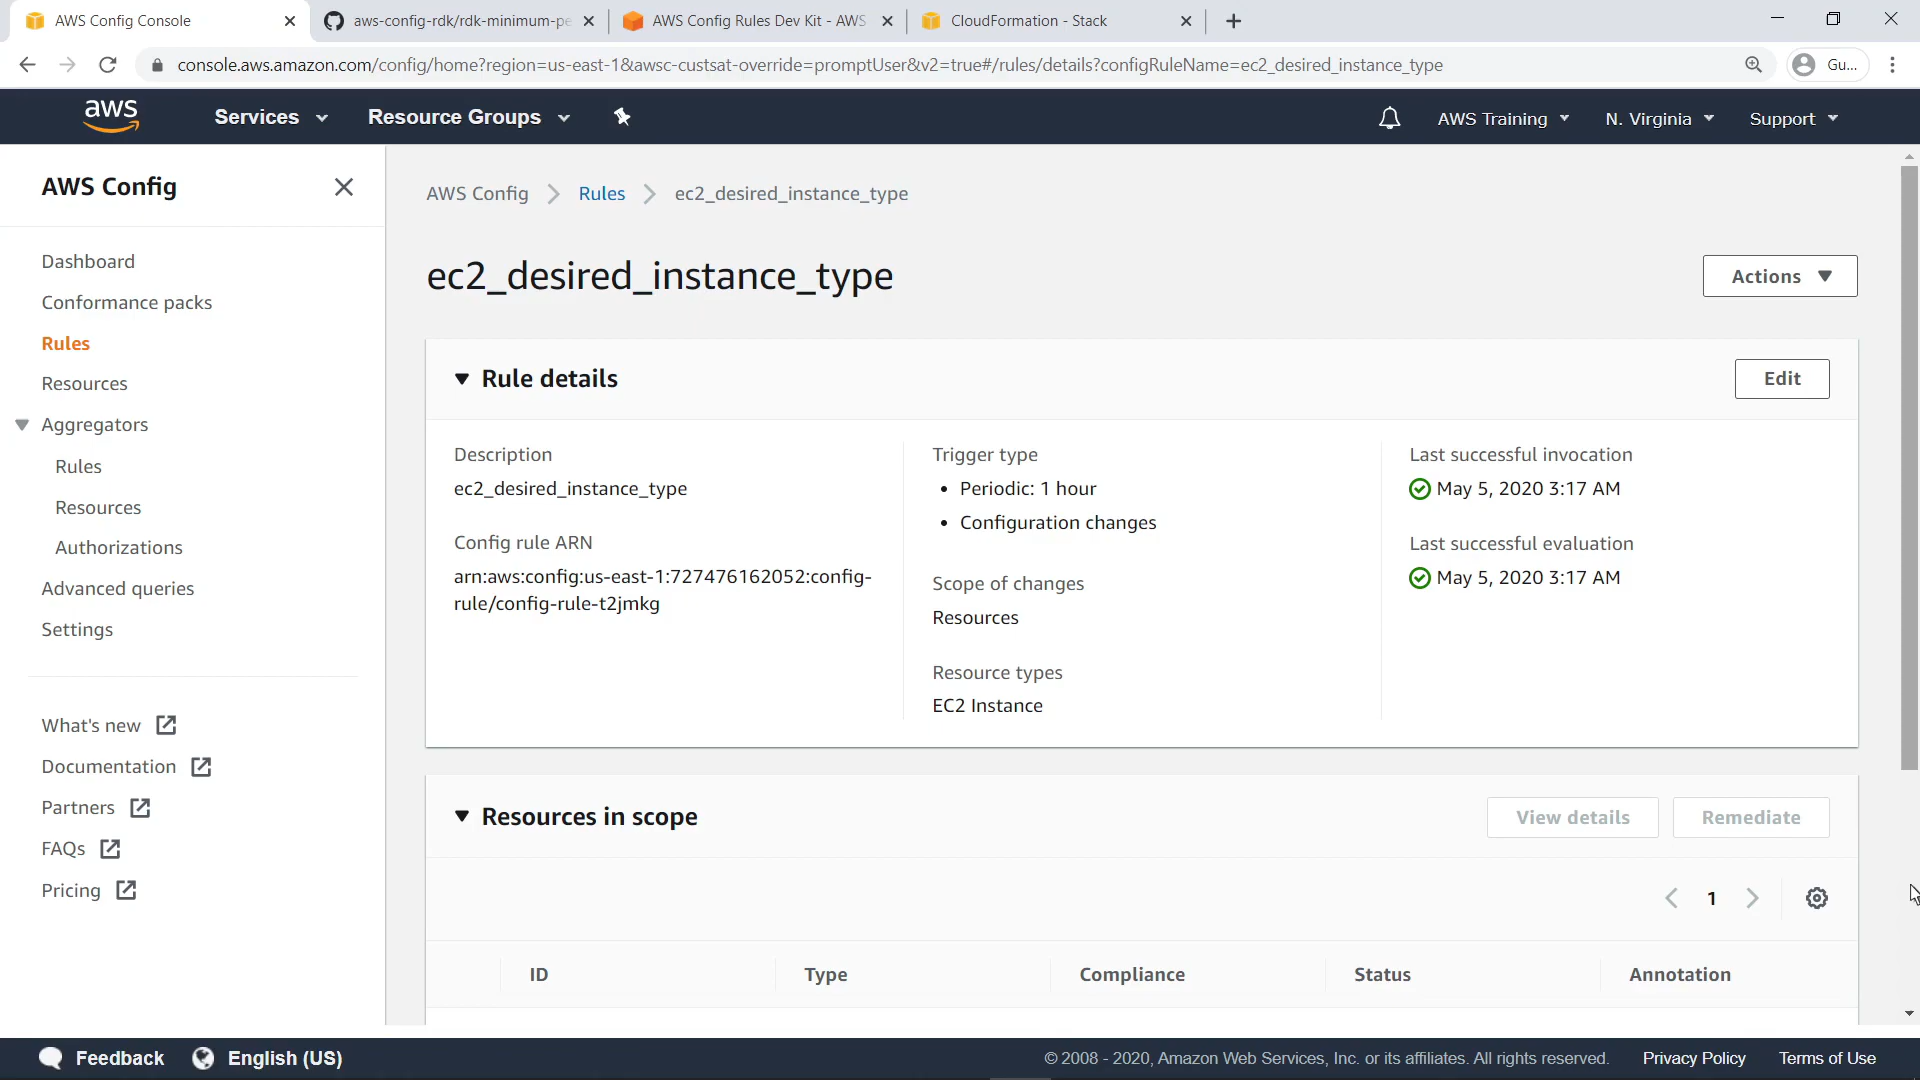 AWS Config Console
aws-config-rdk/rdk-minimum-pe
AWS Config Rules Dev Kit - AWS
CloudFormation - Stack
console.aws.amazon.com/config/home?region=us-east-1&awsc-custsat-override=promptUser&v2=true#/rules/details?configRuleName=ec2_desired_instance_type
Gu...
aws
Services
Resource Groups
AWS Training
N. Virginia
Support
AWS Config
Dashboard
Conformance packs
Rules
Resources
Aggregators
Rules
Resources
Authorizations
Advanced queries
Settings
What's new
Documentation
Partners
FAQs
Pricing
AWS Config
Rules
ec2_desired_instance_type
ec2_desired_instance_type
Actions
Rule details
Edit
Description
ec2_desired_instance_type
Config rule ARN
arn:aws:config:us-east-1:727476162052:config-
rule/config-rule-t2jmkg
Trigger type
• Periodic: 1 hour
• Configuration changes
Scope of changes
Resources
Resource types
EC2 Instance
Last successful invocation
May 5, 2020 3:17 AM
Last successful evaluation
May 5, 2020 3:17 AM
Resources in scope
View details
Remediate
1
ID
Type
Compliance
Status
Annotation
Feedback
English (US)
© 2008 - 2020, Amazon Web Services, Inc. or its affiliates. All rights reserved.
Privacy Policy
Terms of Use